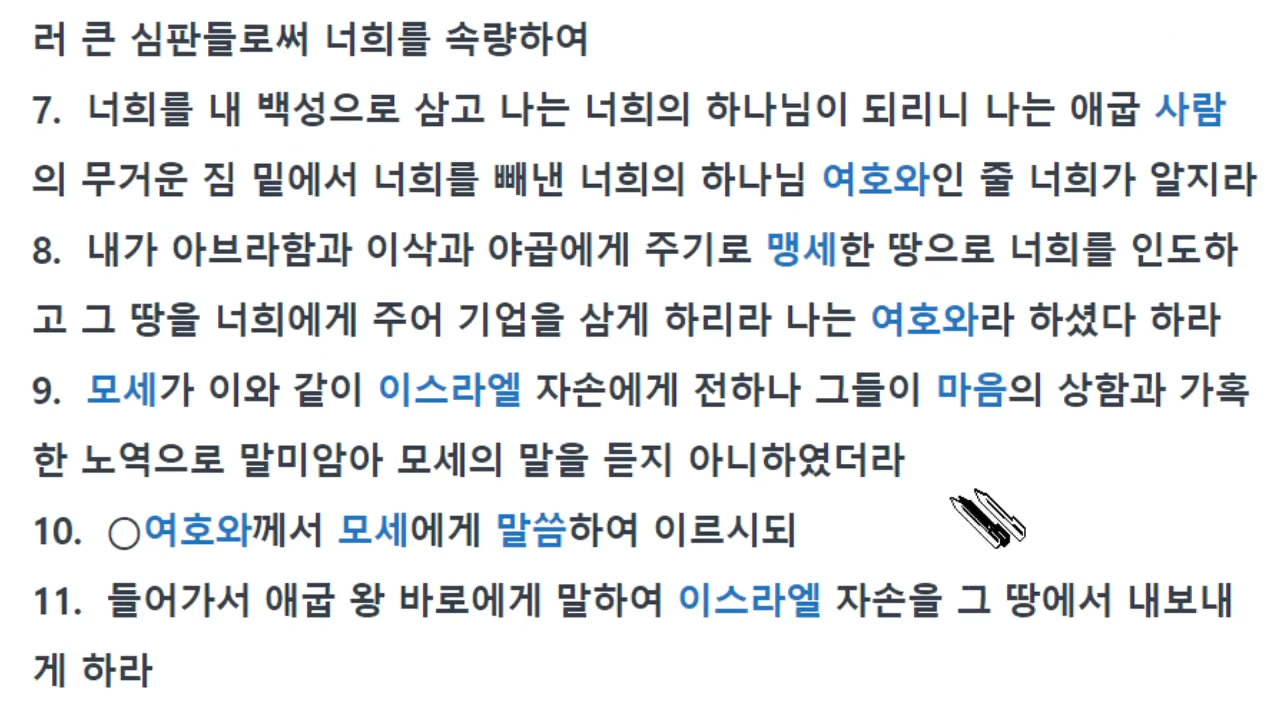 러 큰 심판들로써 너희를 속량하여
7. 너희를 내 백성으로 삼고 나는 너희의 하나님이 되리니 나는 애굽 사람
의 무거운 짐 밑에서 너희를 빼낸 너희의 하나님 여호와인 줄 너희가 알지라
8. 내가 아브라함과 이삭과 야곱에게 주기로 맹세한 땅으로 너희를 인도하
고 그 땅을 너희에게 주어 기업을 삼게 하리라 나는 여호와라 하셨다 하라
9. 모세가 이와 같이 이스라엘 자손에게 전하나 그들이 마음의 상함과 가혹
한 노역으로 말미암아 모세의 말을 듣지 아니하였더라
10. ○여호와께서 모세에게 말씀하여 이르시되
11. 들어가서 애굽 왕 바로에게 말하여 이스라엘 자손을 그 땅에서 내보내
게 하라